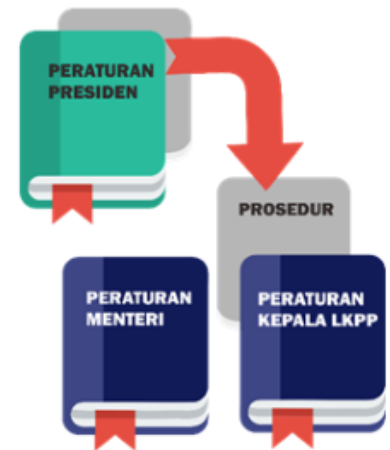 PERATURAN
PRESIDEN
PROSEDUR
PERATURAN
MENTERI
PERATURAN
KEPALA LKPP